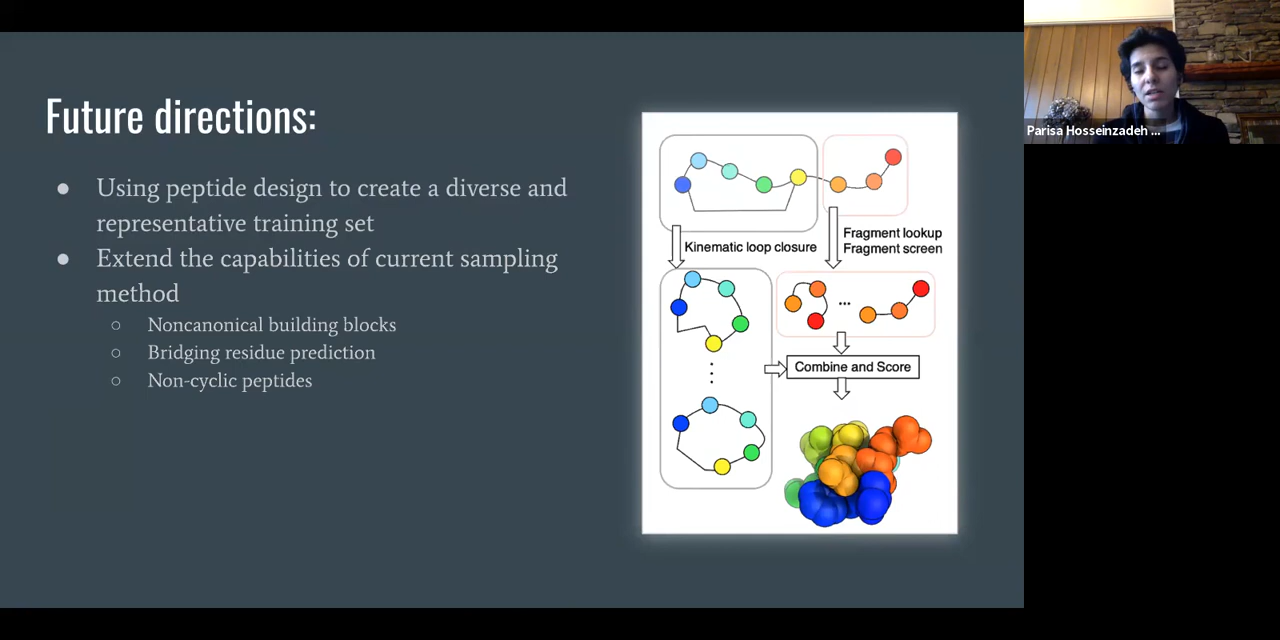 Future directions:
● Using peptide design to create a diverse and
representative training set
● Extend the capabilities of current sampling
method
○ Noncanonical building blocks
○ Bridging residue prediction
○ Non-cyclic peptides
Kinematic loop closure
Fragment lookup
Fragment screen
...
Combine and Score
Parisa Hosseinzadeh ...